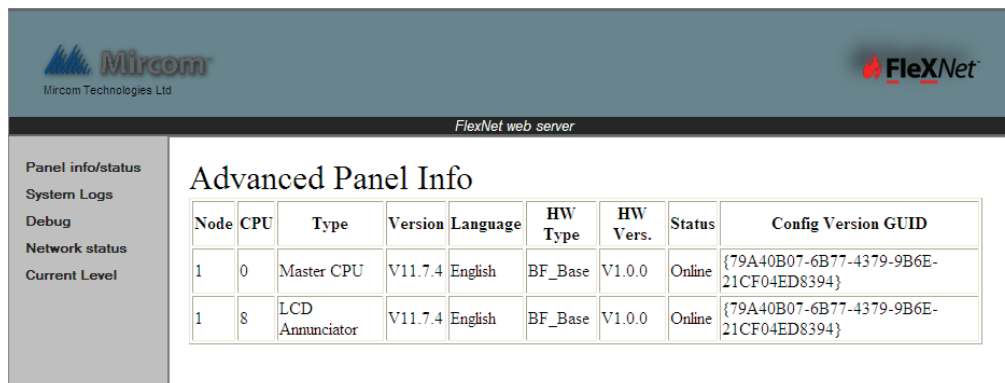 Mircom
Mircom Technologies Ltd
FleXNet™
FlexNet web server
Panel info/status
System Logs
Debug
Network status
Current Level
Advanced Panel Info
Node CPU Type Version Language HW Type HW Vers. Status Config Version GUID
1 0 Master CPU V11.7.4 English BF_Base V1.0.0 Online {79A40B07-6B77-4379-9B6E-21CF04ED8394}
1 8 LCD Annunciator V11.7.4 English BF_Base V1.0.0 Online {79A40B07-6B77-4379-9B6E-21CF04ED8394}